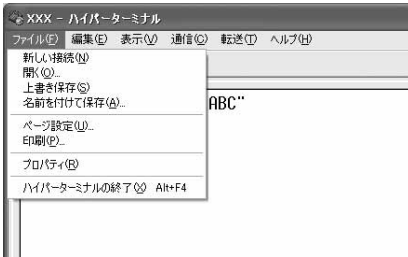 XXX - ハイパーターミナル
ファイル(F) 編集(E) 表示(V) 通信(C) 転送(T) ヘルプ(H)
新しい接続(N)
開く(O)...
上書き保存(S)
名前を付けて保存(A)...
ABC"
ページ設定(U)...
印刷(P)...
プロパティ(R)
ハイパーターミナルの終了(X) Alt+F4